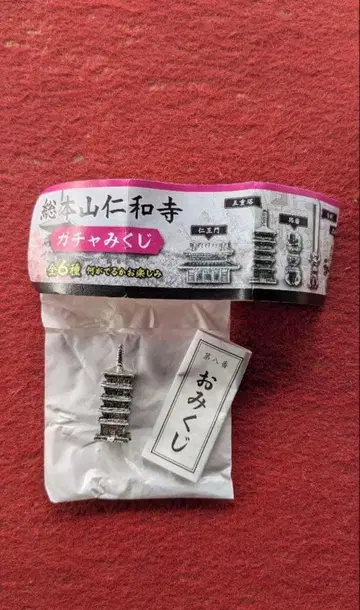 総本山仁和寺
ガチャみくじ
全6種 何がでるかお楽しみ
仁王門
五重塔
第八番
おみくじ